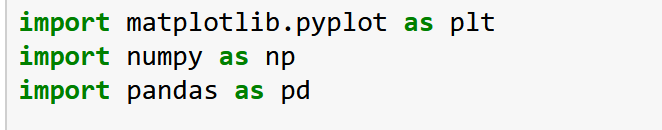 import matplotlib.pyplot as plt
import numpy as np
import pandas as pd